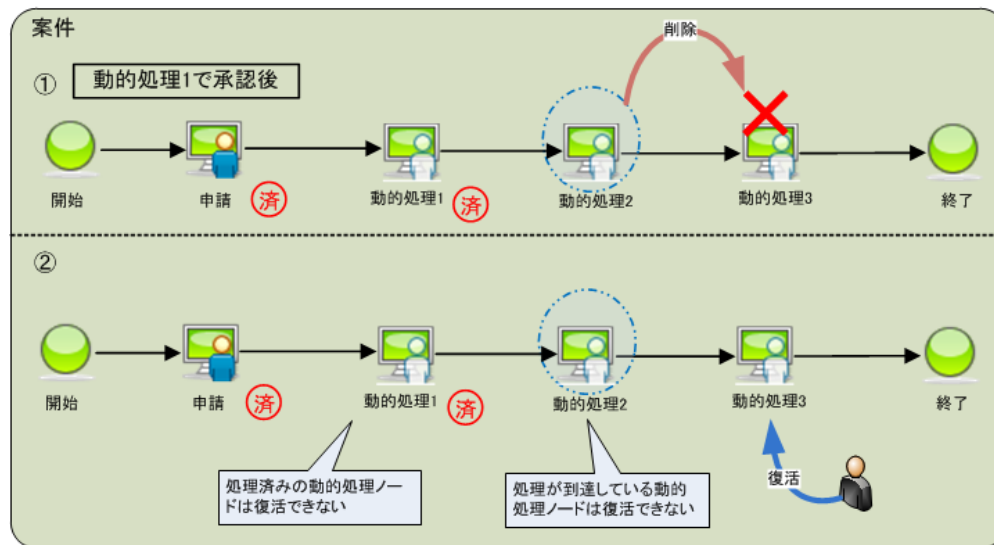 案件
削除
① 動的処理1で承認後
開始
申請
済
動的処理1
済
動的処理2
動的処理3
終了
②
開始
申請
済
動的処理1
済
動的処理2
動的処理3
終了
処理済みの動的処理ノー
ドは復活できない
処理が到達している動的
処理ノードは復活できない
復活